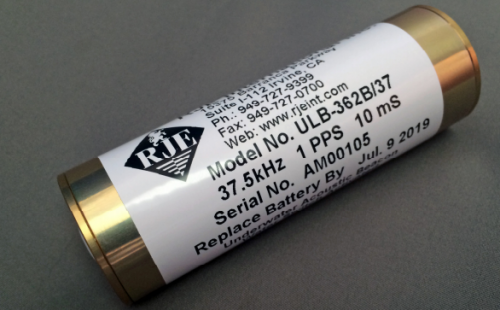 Suite I-112 Irvine, CA
Ph.: 949-727-9399
Fax: 949-727-0700
Web: www.rjeint.com
RJE
Model No. ULB-362B/37
37.5kHz 1 PPS 10 mS
Serial No. AM00105
Replace Battery By Jul. 9 2019
Underwater Acoustic Beacon